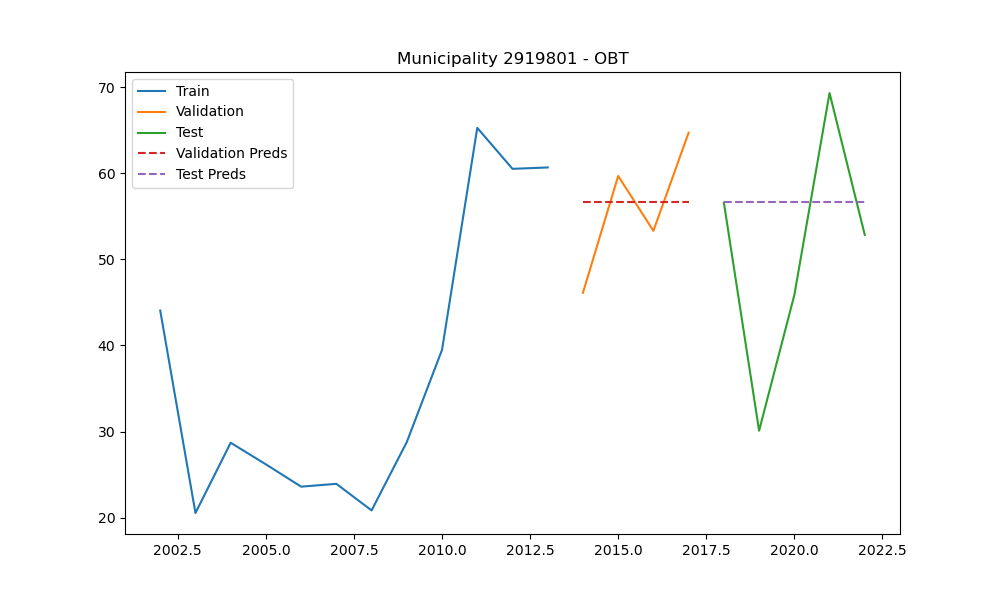 Municipality 2919801 - OBT
Train
Validation
Test
Validation Preds
Test Preds
70
60
50
40
30
20
2002.5 2005.0 2007.5 2010.0 2012.5 2015.0 2017.5 2020.0 2022.5